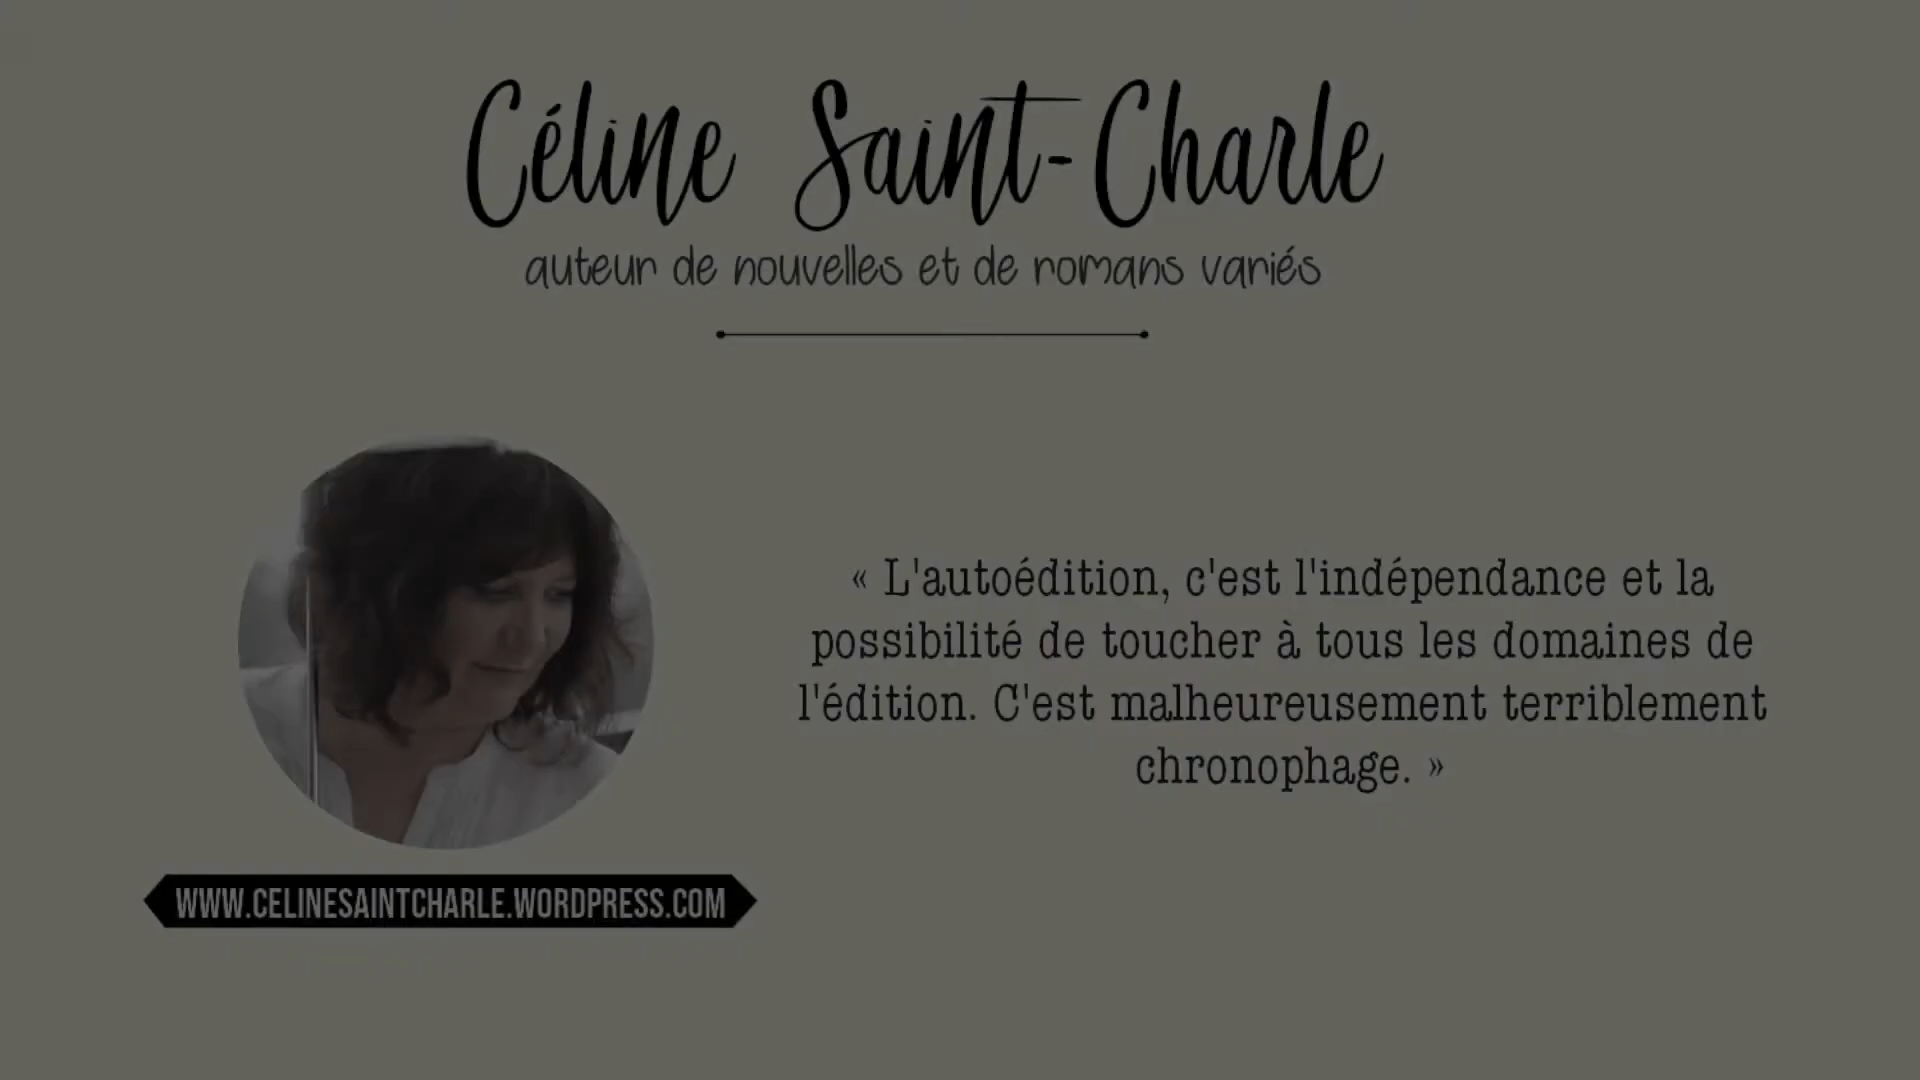 Céline Saint-Charle
auteur de nouvelles et de romans variés
« L'autoédition, c'est l'indépendance et la
possibilité de toucher à tous les domaines de
l'édition. C'est malheureusement terriblement
chronophage. »
WWW.CELINESAINTCHARLE.WORDPRESS.COM